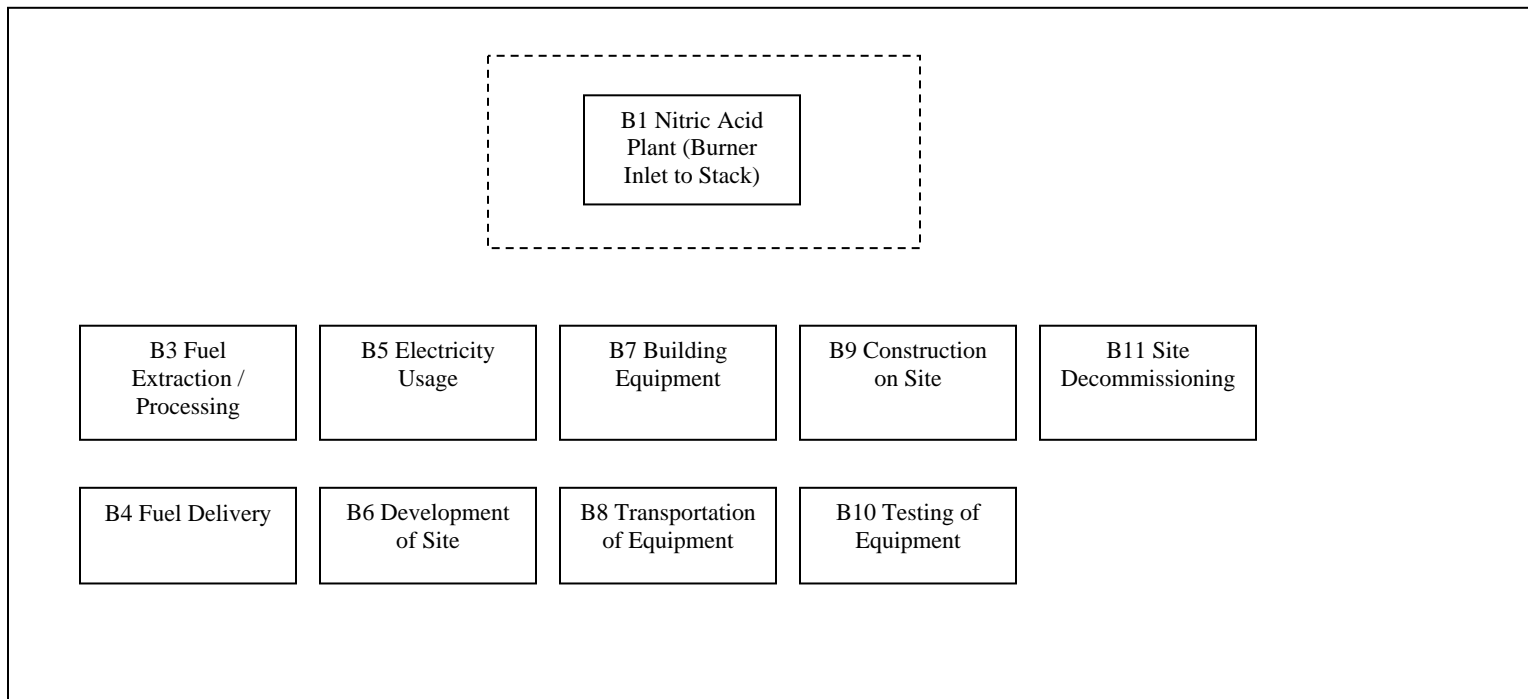 B1 Nitric Acid
Plant (Burner
Inlet to Stack)
B3 Fuel
Extraction /
Processing
B5 Electricity
Usage
B7 Building
Equipment
B9 Construction
on Site
B11 Site
Decommissioning
B4 Fuel Delivery
B6 Development
of Site
B8 Transportation
of Equipment
B10 Testing of
Equipment